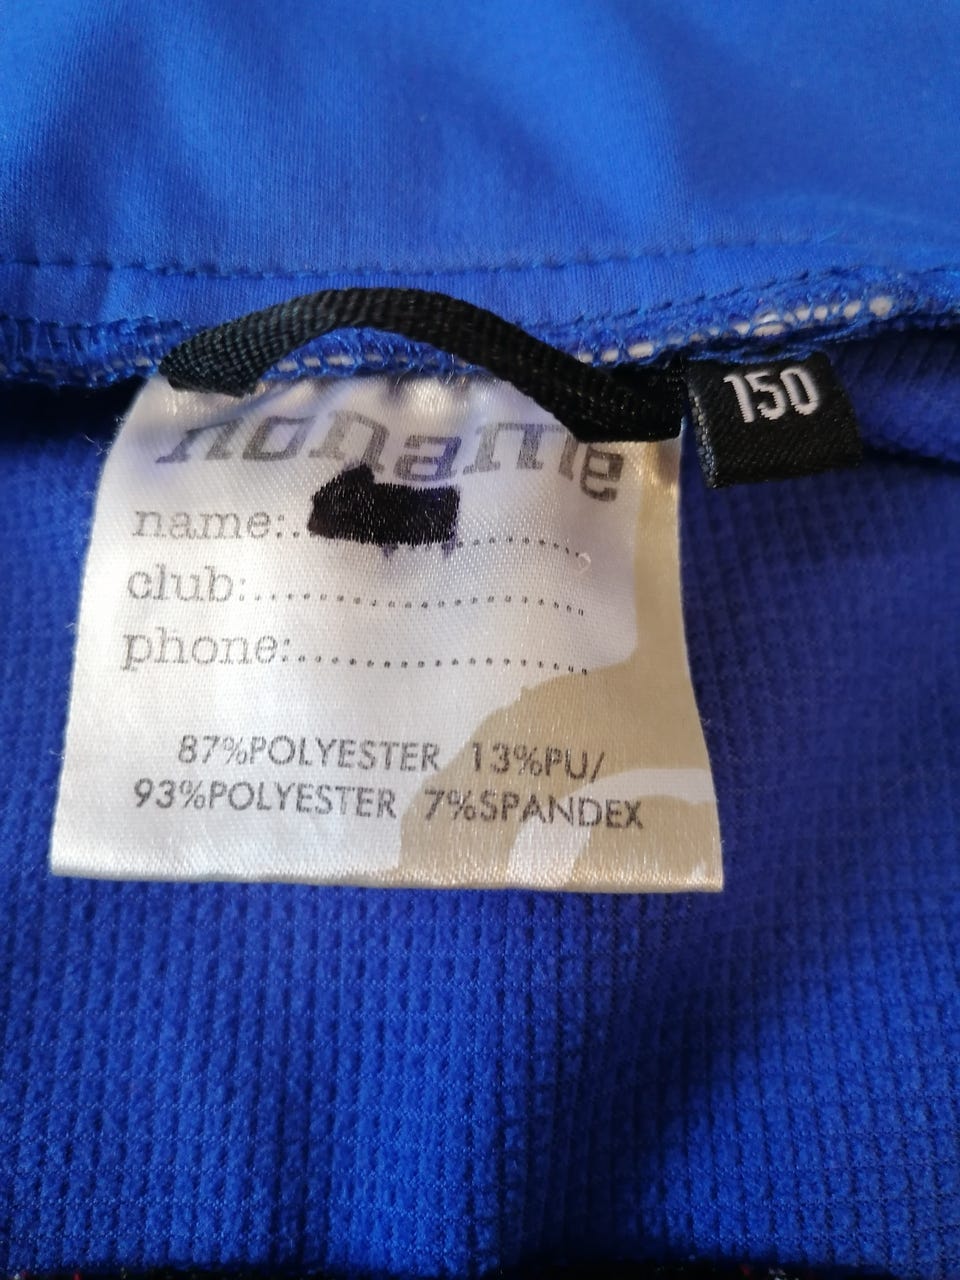 noname
150
name:........................
club:..............................
phone:..........................
87%POLYESTER 13%PU/
93%POLYESTER 7%SPANDEX